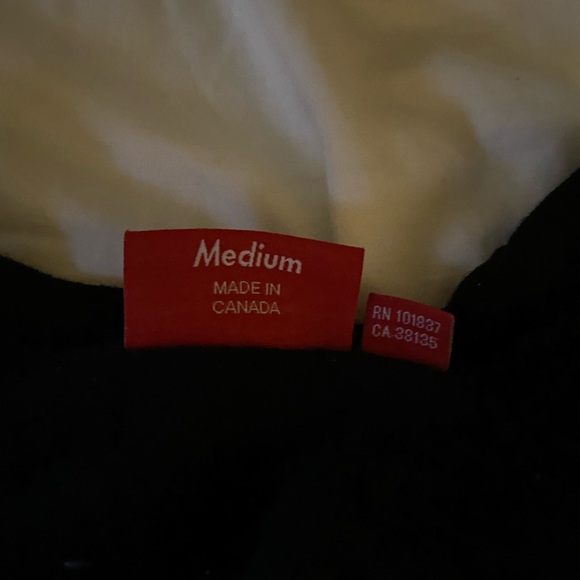 Medium
MADE IN
CANADA
RN 101837
CA 38135